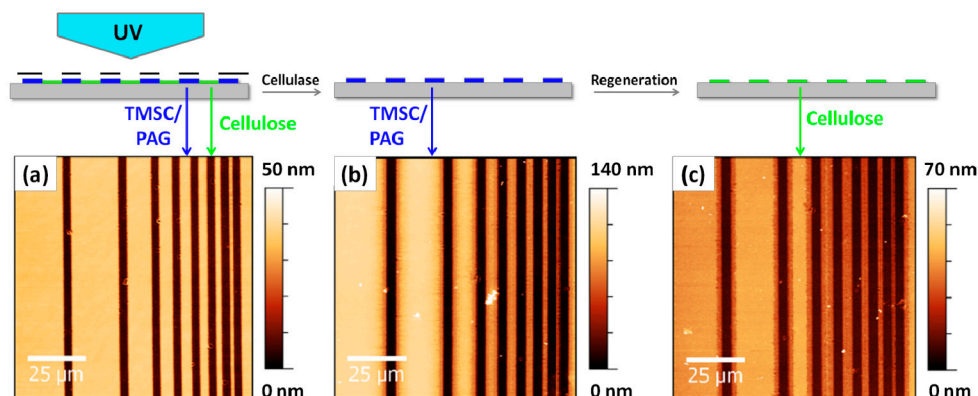 UV
Cellulase
Regeneration
TMSC/
PAG
Cellulose
TMSC/
PAG
Cellulose
(a)
50 nm
0 nm
25 µm
(b)
140 nm
0 nm
25 µm
(c)
70 nm
0 nm
25 µm